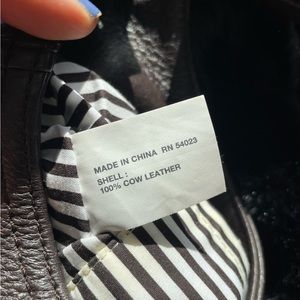 MADE IN CHINA RN 54023
SHELL:
100% COW LEATHER